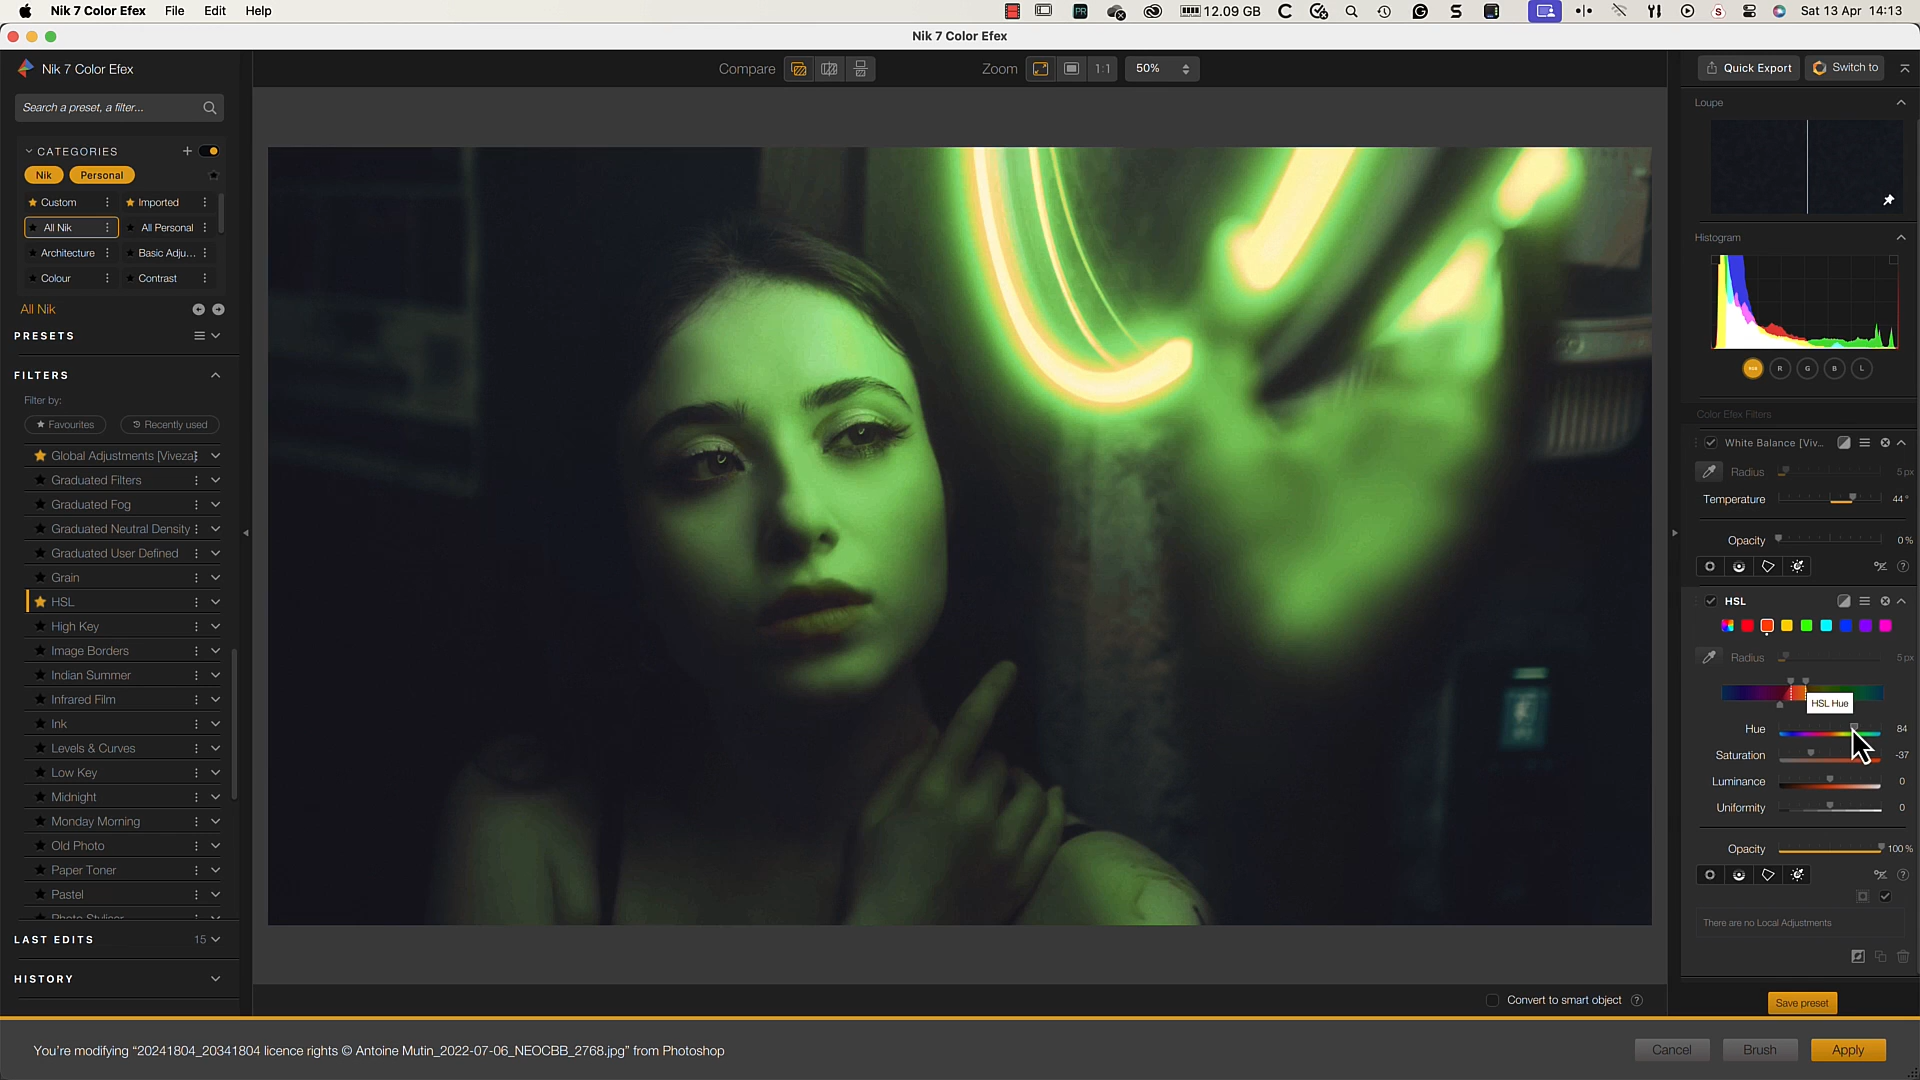 Nik 7 Color Efex File Edit Help
12.09 GB
Sat 13 Apr 14:13
Nik 7 Color Efex
Nik 7 Color Efex
Compare
Zoom
1:1
50%
Quick Export
Switch to
Search a preset, a filter...
Loupe
CATEGORIES
Nik
Personal
Custom
Imported
All Nik
All Personal
Architecture
Basic Adju...
Colour
Contrast
All Nik
PRESETS
FILTERS
Filter by:
Favourites
Recently used
Global Adjustments [Viveza]
Graduated Filters
Graduated Fog
Graduated Neutral Density
Graduated User Defined
Grain
HSL
High Key
Image Borders
Indian Summer
Infrared Film
Ink
Levels & Curves
Low Key
Midnight
Monday Morning
Old Photo
Paper Toner
Pastel
Photo Styliser
LAST EDITS
15
HISTORY
Histogram
RGB
R
G
B
L
Color Efex Filters
White Balance [Viv...
Radius
5px
Temperature
44°
Opacity
0%
HSL
Radius
5px
HSL Hue
Hue
84
Saturation
-37
Luminance
0
Uniformity
0
Opacity
100%
There are no Local Adjustments
Convert to smart object
Save preset
You're modifying “20241804_20341804 licence rights © Antoine Mutin_2022-07-06_NEOCBB_2768.jpg” from Photoshop
Cancel
Brush
Apply